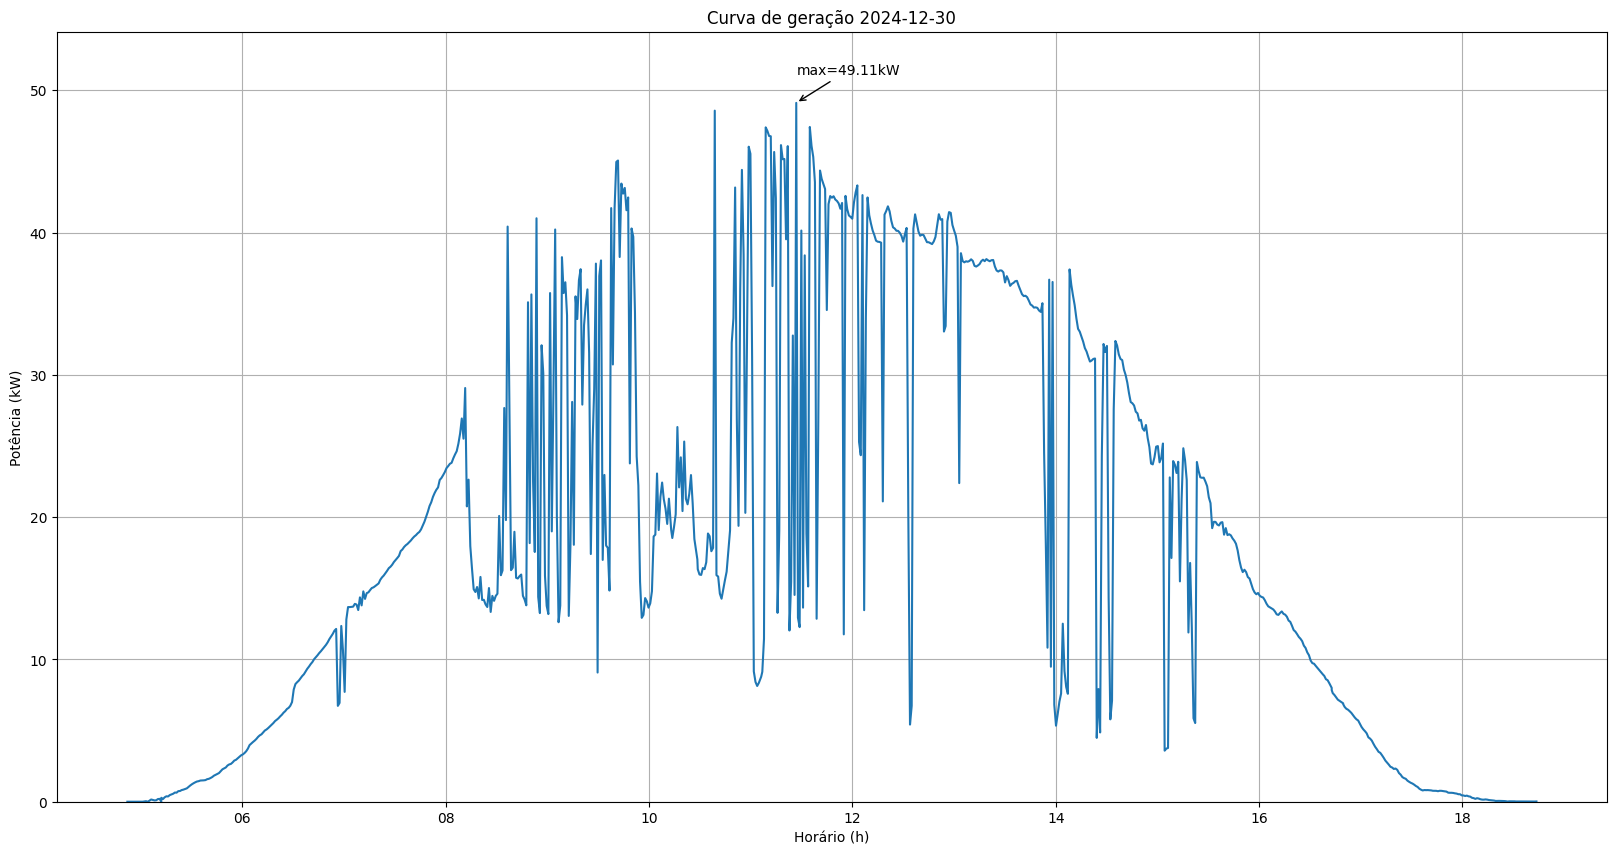 Curva de geração 2024-12-30
max=49.11kW
Potência (kW)
50
40
30
20
10
0
06 08 10 12 14 16 18
Horário (h)